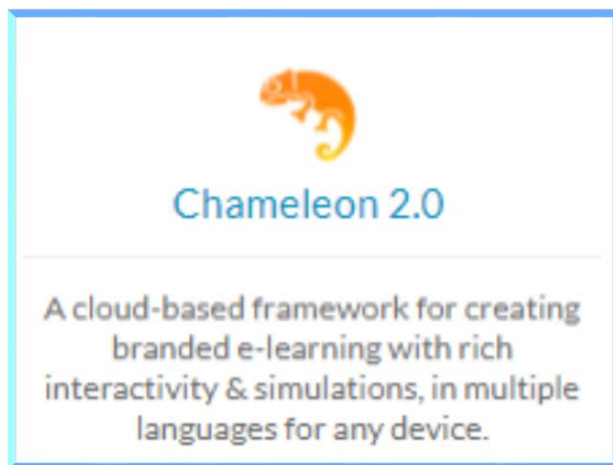 Chameleon 2.0
A cloud-based framework for creating
branded e-learning with rich
interactivity & simulations, in multiple
languages for any device.